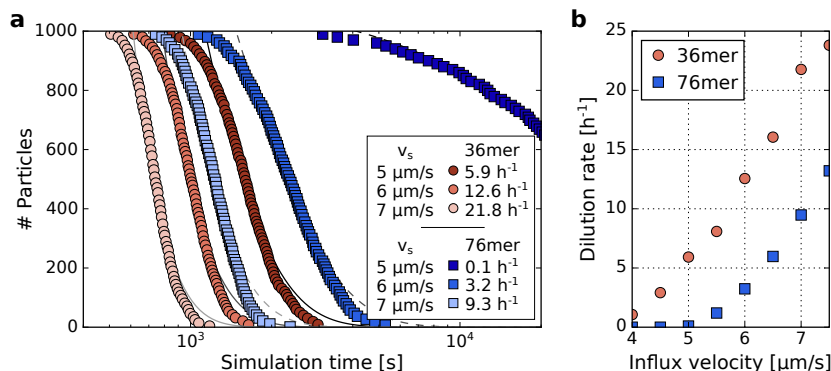 a
# Particles
1000
800
600
400
200
0
v_s 36mer
5 µm/s 5.9 h⁻¹
6 µm/s 12.6 h⁻¹
7 µm/s 21.8 h⁻¹
v_s 76mer
5 µm/s 0.1 h⁻¹
6 µm/s 3.2 h⁻¹
7 µm/s 9.3 h⁻¹
10³ 10⁴
Simulation time [s]
b
Dilution rate [h⁻¹]
25
20
15
10
5
0
36mer
76mer
4 5 6 7
Influx velocity [µm/s]